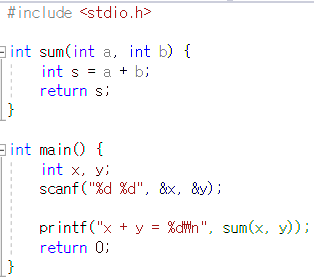 #include <stdio.h>
int sum(int a, int b) {
int s = a + b;
return s;
}
int main() {
int x, y;
scanf("%d %d", &x, &y);
printf("x + y = %d₩n", sum(x, y));
return 0;
}